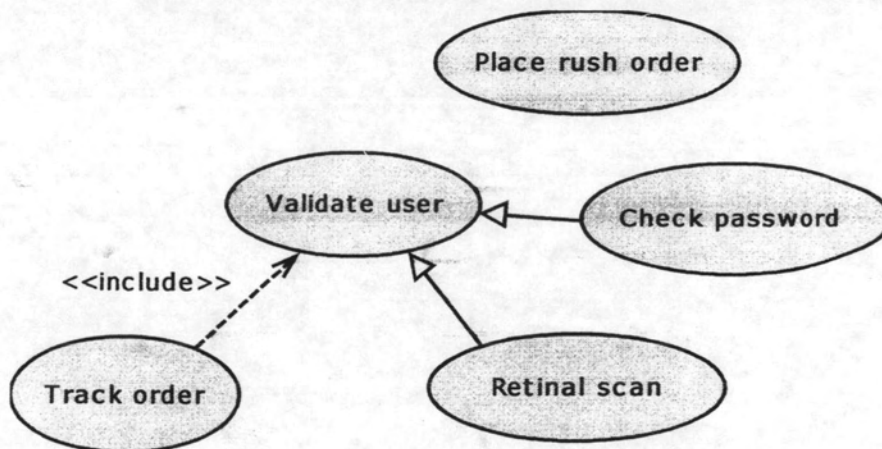 Place rush order
Validate user
Check password
<<include>>
Track order
Retinal scan